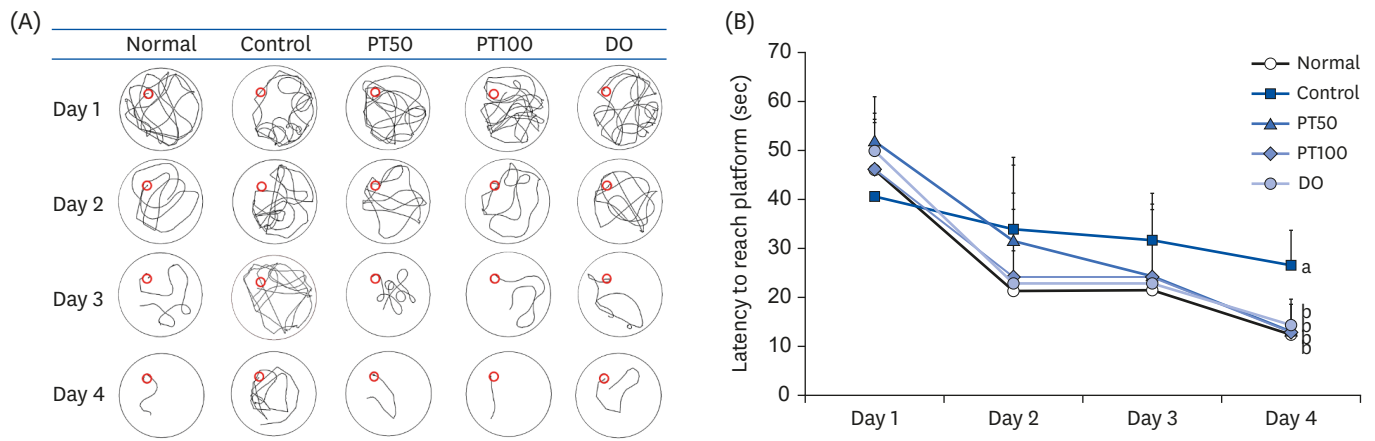 (A)
Normal Control PT50 PT100 DO
Day 1
Day 2
Day 3
Day 4
(B)
Latency to reach platform (sec)
70
60
50
40
30
20
10
0
Day 1 Day 2 Day 3 Day 4
Normal
Control
PT50
PT100
DO
a
b
b
b